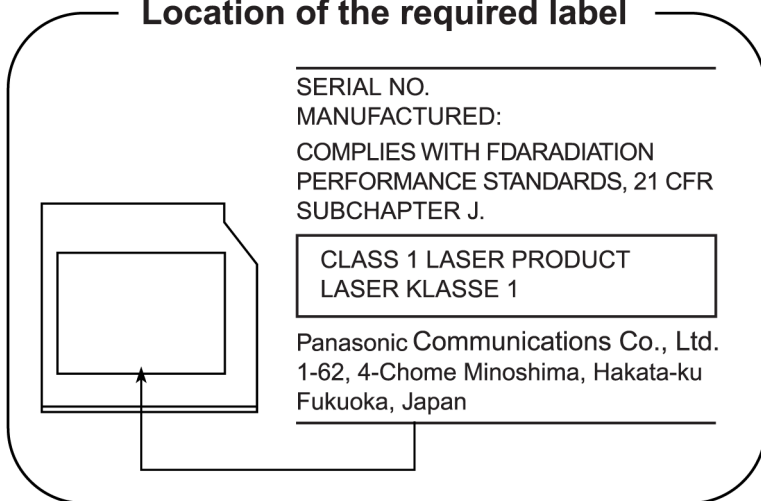 Location of the required label
SERIAL NO.
MANUFACTURED:
COMPLIES WITH FDARADIATION
PERFORMANCE STANDARDS, 21 CFR
SUBCHAPTER J.
CLASS 1 LASER PRODUCT
LASER KLASSE 1
Panasonic Communications Co., Ltd.
1-62, 4-Chome Minoshima, Hakata-ku
Fukuoka, Japan